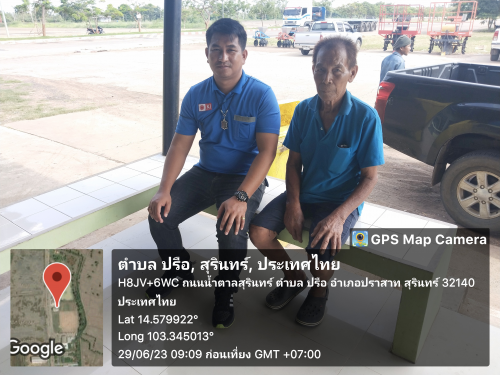 GPS Map Camera
ตำบล ปรือ, สุรินทร์, ประเทศไทย
H8JV+6WC ถนนน้ำตาลสุรินทร์ ตำบล ปรือ อำเภอปราสาท สุรินทร์ 32140
ประเทศไทย
Lat 14.579922°
Long 103.345013°
29/06/23 09:09 ก่อนเที่ยง GMT +07:00
Google